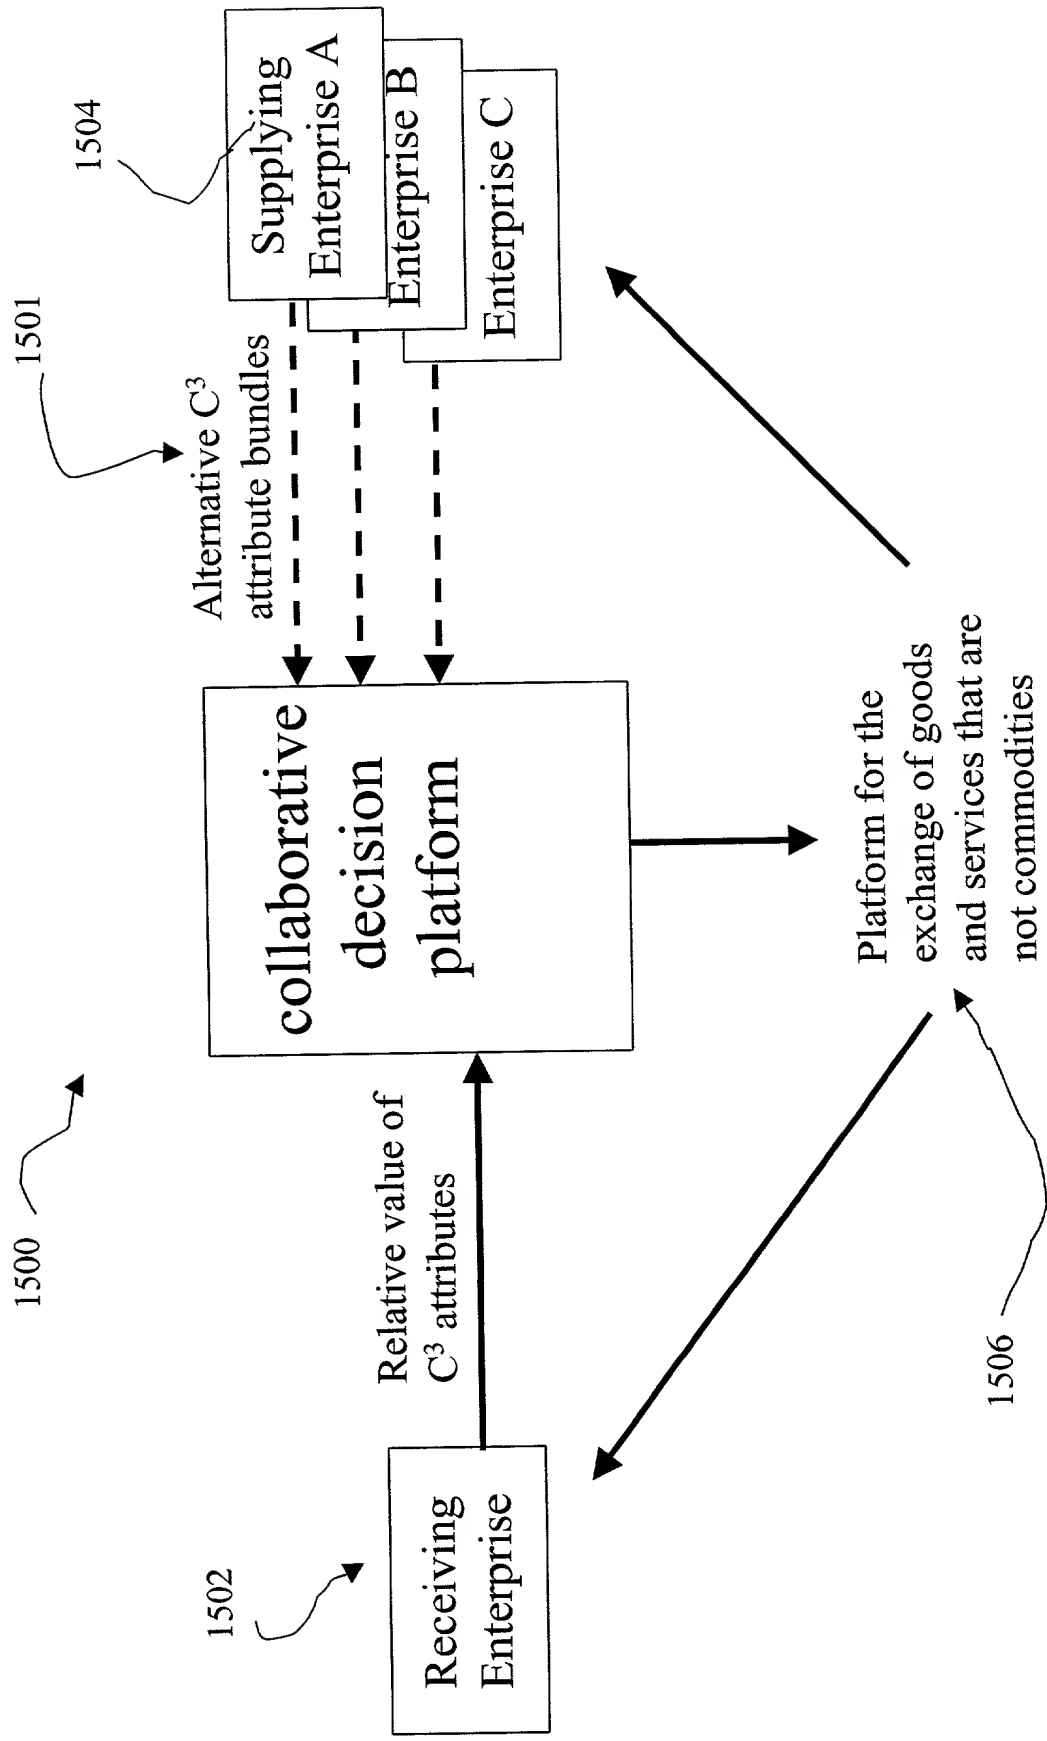 1500
1502
Receiving
Enterprise
Relative value of
C³ attributes
collaborative
decision
platform
1501
Alternative C³
attribute bundles
1504
Supplying
Enterprise A
Enterprise B
Enterprise C
Platform for the
exchange of goods
and services that are
not commodities
1506